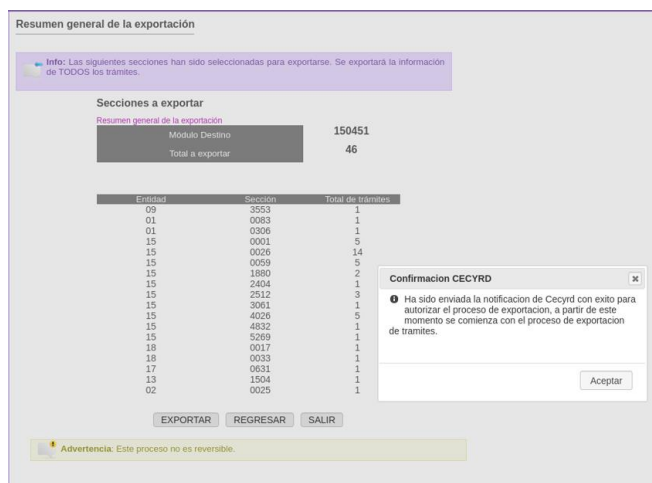 Resumen general de la exportación
Info: Las siguientes secciones han sido seleccionadas para exportarse. Se exportará la información
de TODOS los trámites.
Secciones a exportar
Resumen general de la exportación
Módulo Destino 150451
Total a exportar 46
Entidad Sección Total de trámites
09 3553 1
01 0083 1
01 0306 1
15 0001 5
15 0026 14
15 0059 5
15 1880 2
15 2404 1
15 2512 3
15 3061 1
15 4026 5
15 4832 1
15 5269 1
18 0017 1
18 0033 1
17 0631 1
13 1504 1
02 0025 1
Confirmacion CECYRD
Ha sido enviada la notificacion de Cecyrd con exito para
autorizar el proceso de exportacion, a partir de este
momento se comienza con el proceso de exportacion
de tramites.
Aceptar
EXPORTAR REGRESAR SALIR
Advertencia: Este proceso no es reversible.